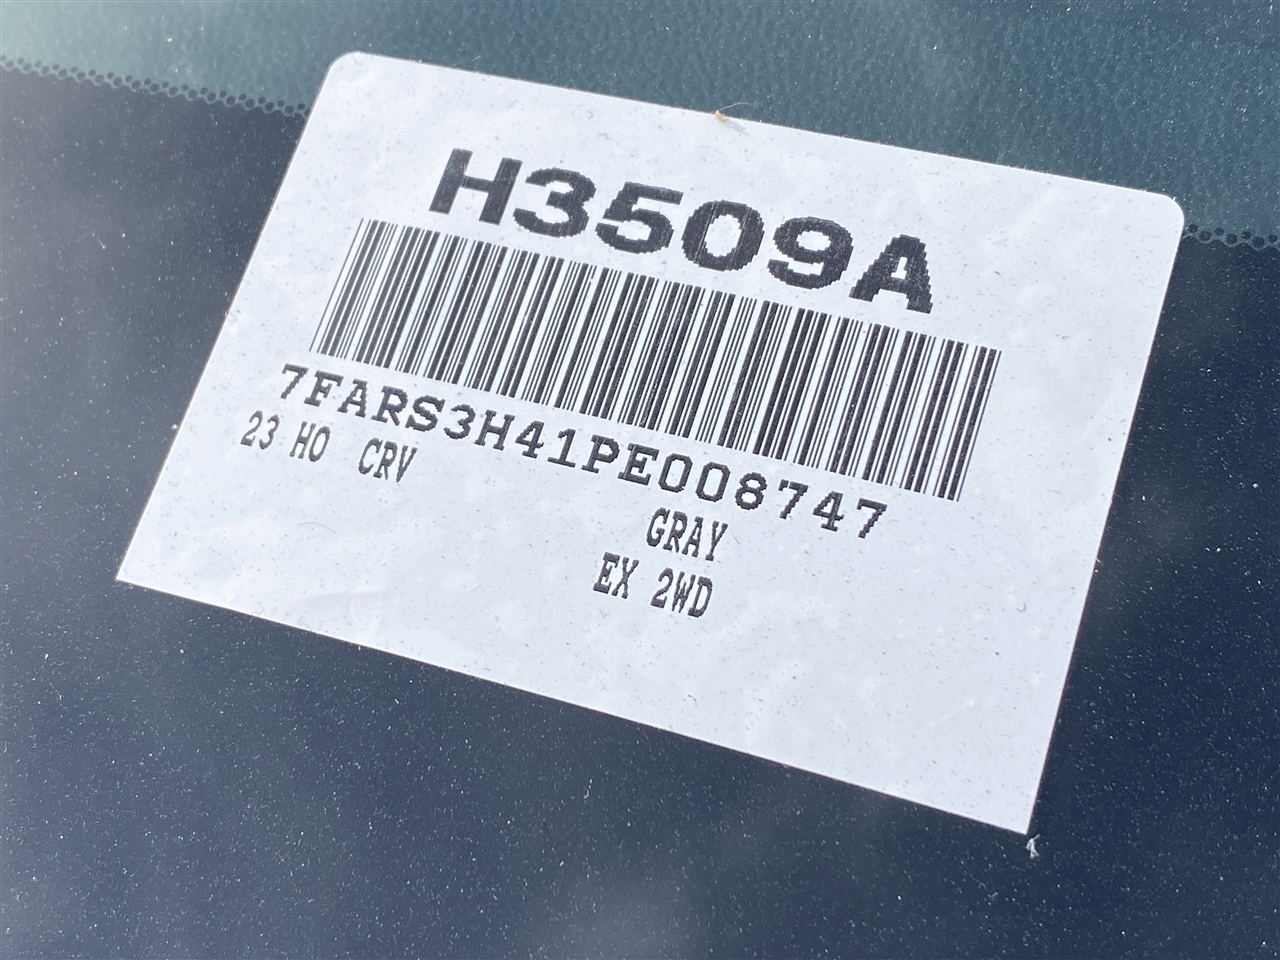 H3509A
7FARS3H41PE008747
23 HO CRV
GRAY
EX 2WD